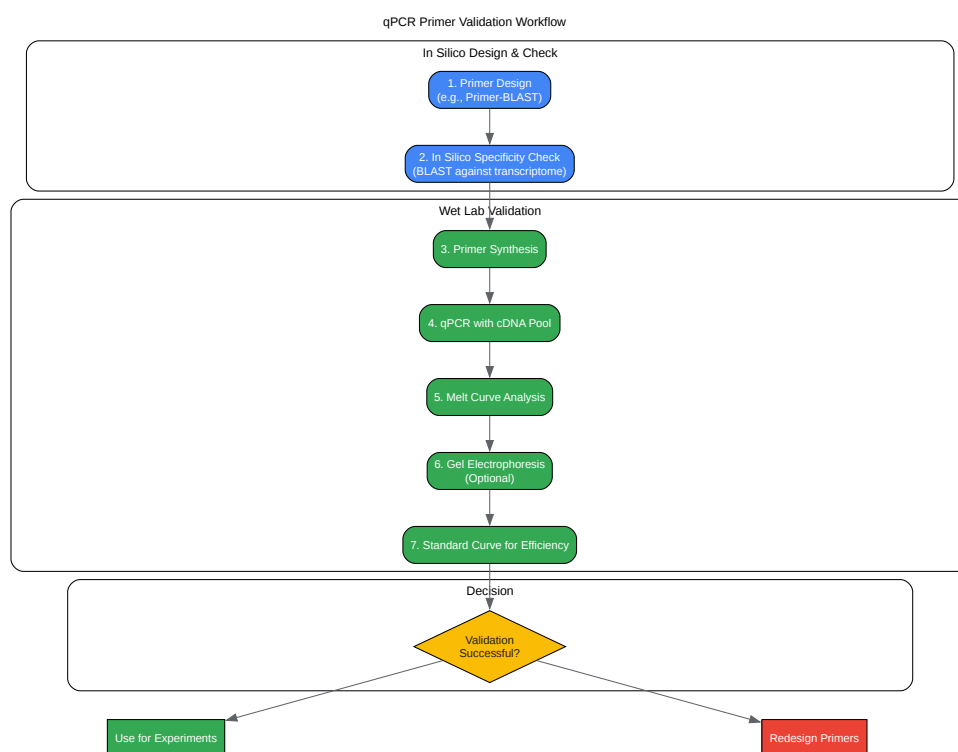 qPCR Primer Validation Workflow
In Silico Design & Check
1. Primer Design
(e.g., Primer-BLAST)
2. In Silico Specificity Check
(BLAST against transcriptome)
Wet Lab Validation
3. Primer Synthesis
4. qPCR with cDNA Pool
5. Melt Curve Analysis
6. Gel Electrophoresis
(Optional)
7. Standard Curve for Efficiency
Decision
Validation
Successful?
Use for Experiments
Redesign Primers